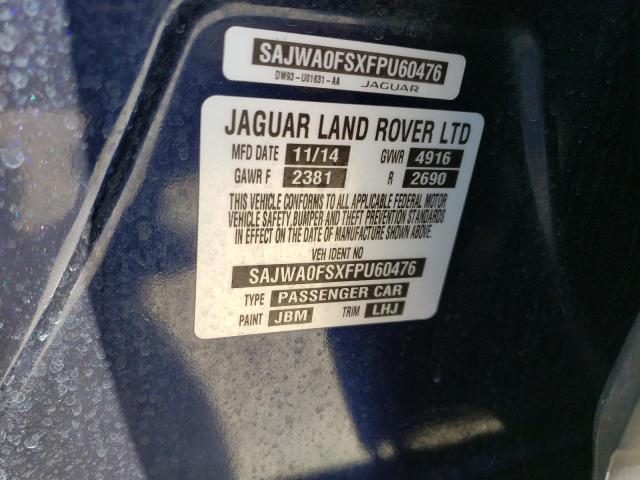 SAJWA0FSXFPU60476
DW93-U01631-AA JAGUAR
JAGUAR LAND ROVER LTD
MFD DATE 11/14 GVWR 4916
GAWR F 2381 R 2690
THIS VEHICLE CONFORMS TO ALL APPLICABLE FEDERAL MOTOR
VEHICLE SAFETY,BUMPER AND THEFT PREVENTION STANDARDS
IN EFFECT ON THE DATE OF MANUFACTURE SHOWN ABOVE.
VEH IDENT NO
SAJWA0FSXFPU60476
TYPE PASSENGER CAR
PAINT JBM TRIM LHJ